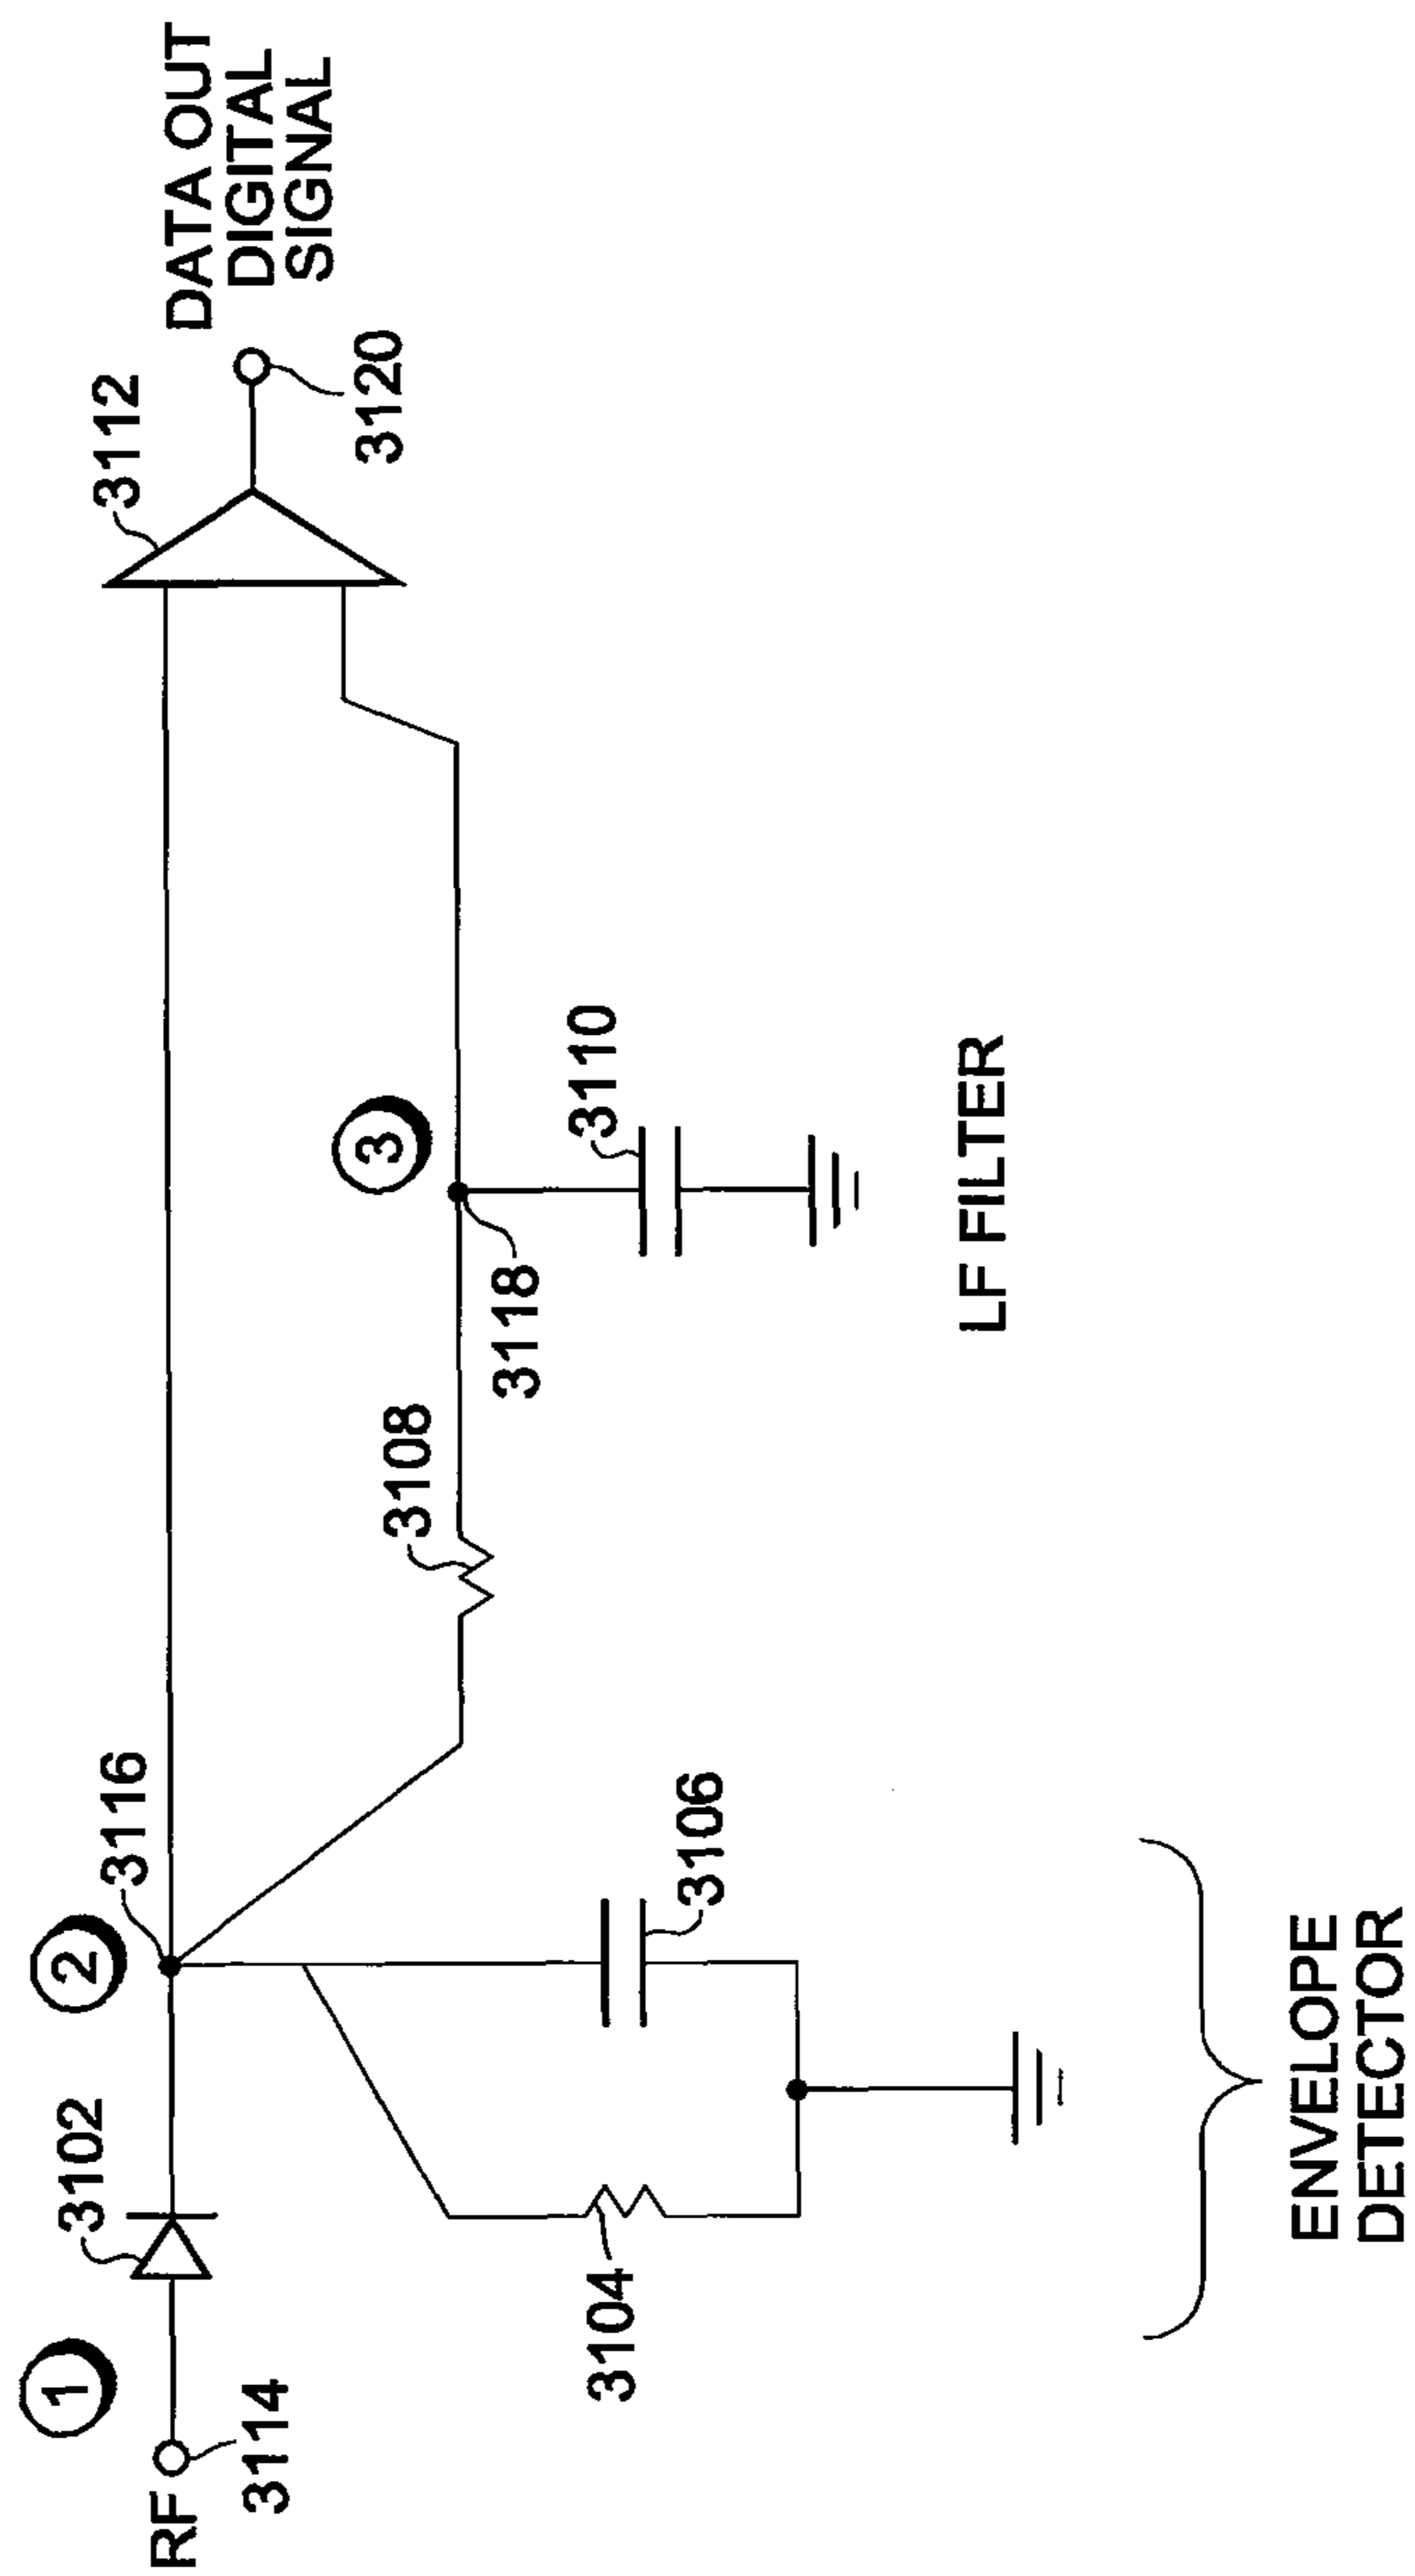 RF
3114
1
3102
2
3116
3104
3106
3108
3118
3
3110
3112
3120
DATA OUT
DIGITAL
SIGNAL
ENVELOPE
DETECTOR
LF FILTER